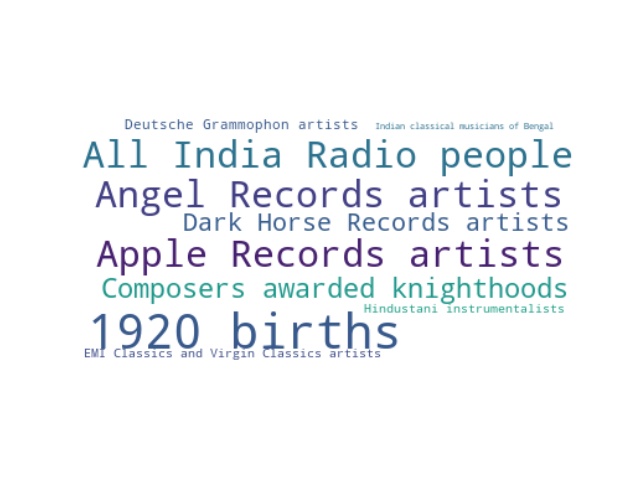 Deutsche Grammophon artists
Indian classical musicians of Bengal
All India Radio people
Angel Records artists
Dark Horse Records artists
Apple Records artists
Composers awarded knighthoods
Hindustani instrumentalists
1920 births
EMI Classics and Virgin Classics artists